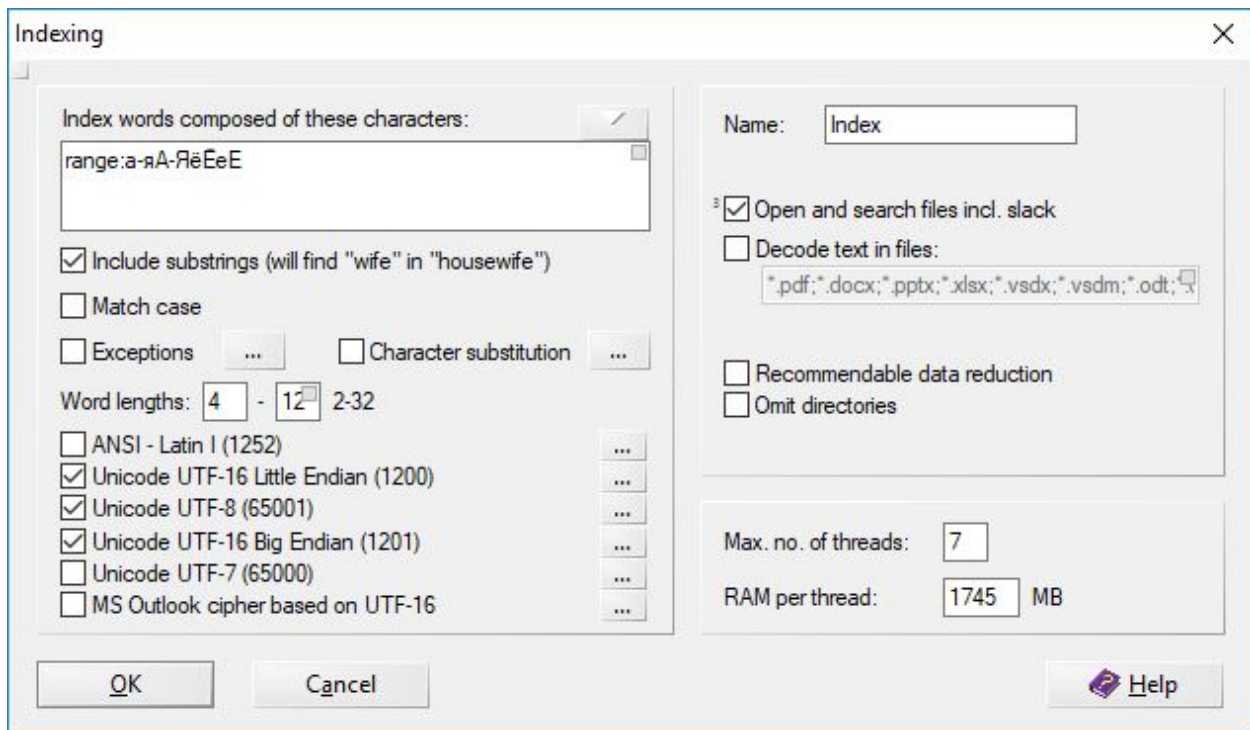 Indexing
Index words composed of these characters:
range:а-яА-ЯёЁеЕ
Include substrings (will find "wife" in "housewife")
Match case
Exceptions ... Character substitution ...
Word lengths: 4 - 12 2-32
ANSI - Latin I (1252) ...
Unicode UTF-16 Little Endian (1200) ...
Unicode UTF-8 (65001) ...
Unicode UTF-16 Big Endian (1201) ...
Unicode UTF-7 (65000) ...
MS Outlook cipher based on UTF-16 ...
Name: Index
3 Open and search files incl. slack
Decode text in files:
*.pdf;*.docx;*.pptx;*.xlsx;*.vsdx;*.vsdm;*.odt;
Recommendable data reduction
Omit directories
Max. no. of threads: 7
RAM per thread: 1745 MB
OK Cancel Help